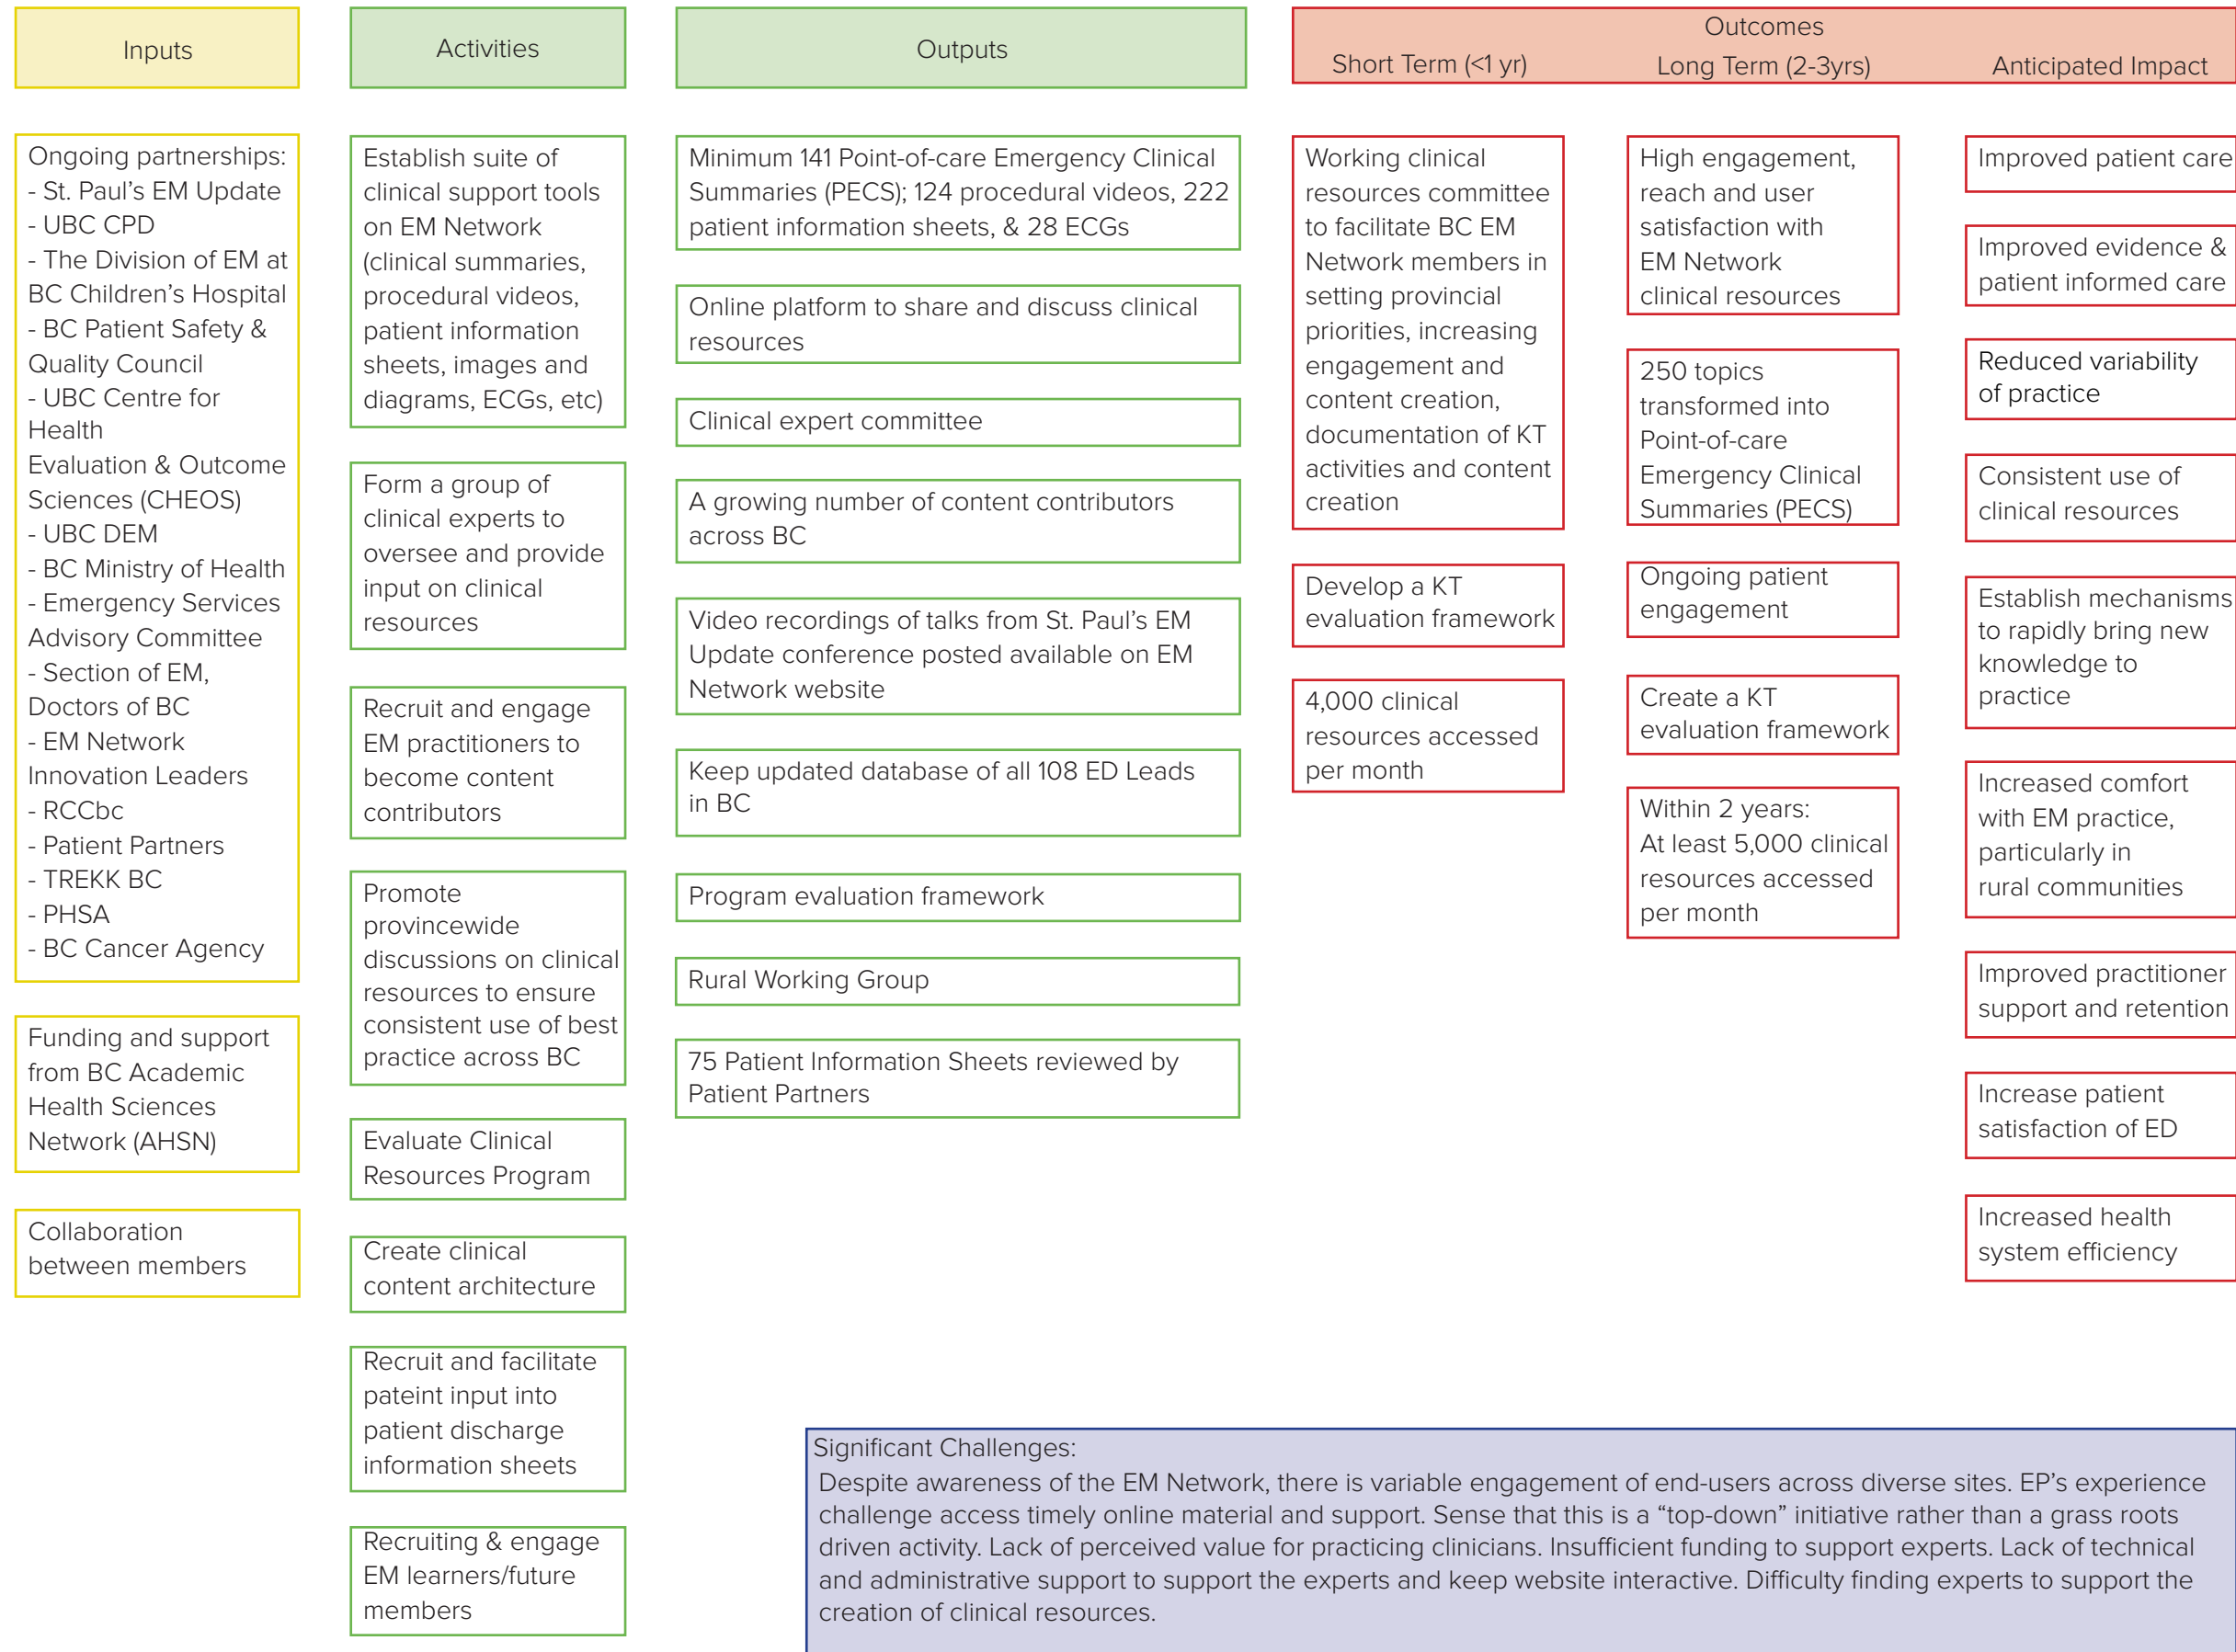 Inputs
Activities
Outputs
Outcomes
Short Term (<1 yr)
Long Term (2-3yrs)
Anticipated Impact
Ongoing partnerships:
- St. Paul's EM Update
- UBC CPD
- The Division of EM at
BC Children's Hospital
- BC Patient Safety &
Quality Council
- UBC Centre for
Health
Evaluation & Outcome
Sciences (CHEOS)
- UBC DEM
- BC Ministry of Health
- Emergency Services
Advisory Committee
- Section of EM,
Doctors of BC
- EM Network
Innovation Leaders
- RCCbc
- Patient Partners
- TREKK BC
- PHSA
- BC Cancer Agency
Funding and support
from BC Academic
Health Sciences
Network (AHSN)
Collaboration
between members
Establish suite of
clinical support tools
on EM Network
(clinical summaries,
procedural videos,
patient information
sheets, images and
diagrams, ECGs, etc)
Form a group of
clinical experts to
oversee and provide
input on clinical
resources
Recruit and engage
EM practitioners to
become content
contributors
Promote
provincewide
discussions on clinical
resources to ensure
consistent use of best
practice across BC
Evaluate Clinical
Resources Program
Create clinical
content architecture
Recruit and facilitate
pateint input into
patient discharge
information sheets
Recruiting & engage
EM learners/future
members
Minimum 141 Point-of-care Emergency Clinical
Summaries (PECS); 124 procedural videos, 222
patient information sheets, & 28 ECGs
Online platform to share and discuss clinical
resources
Clinical expert committee
A growing number of content contributors
across BC
Video recordings of talks from St. Paul's EM
Update conference posted available on EM
Network website
Keep updated database of all 108 ED Leads
in BC
Program evaluation framework
Rural Working Group
75 Patient Information Sheets reviewed by
Patient Partners
Working clinical
resources committee
to facilitate BC EM
Network members in
setting provincial
priorities, increasing
engagement and
content creation,
documentation of KT
activities and content
creation
Develop a KT
evaluation framework
4,000 clinical
resources accessed
per month
High engagement,
reach and user
satisfaction with
EM Network
clinical resources
250 topics
transformed into
Point-of-care
Emergency Clinical
Summaries (PECS)
Ongoing patient
engagement
Create a KT
evaluation framework
Within 2 years:
At least 5,000 clinical
resources accessed
per month
Improved patient care
Improved evidence &
patient informed care
Reduced variability
of practice
Consistent use of
clinical resources
Establish mechanisms
to rapidly bring new
knowledge to
practice
Increased comfort
with EM practice,
particularly in
rural communities
Improved practitioner
support and retention
Increase patient
satisfaction of ED
Increased health
system efficiency
Significant Challenges:
Despite awareness of the EM Network, there is variable engagement of end-users across diverse sites. EP's experience
challenge access timely online material and support. Sense that this is a “top-down” initiative rather than a grass roots
driven activity. Lack of perceived value for practicing clinicians. Insufficient funding to support experts. Lack of technical
and administrative support to support the experts and keep website interactive. Difficulty finding experts to support the
creation of clinical resources.